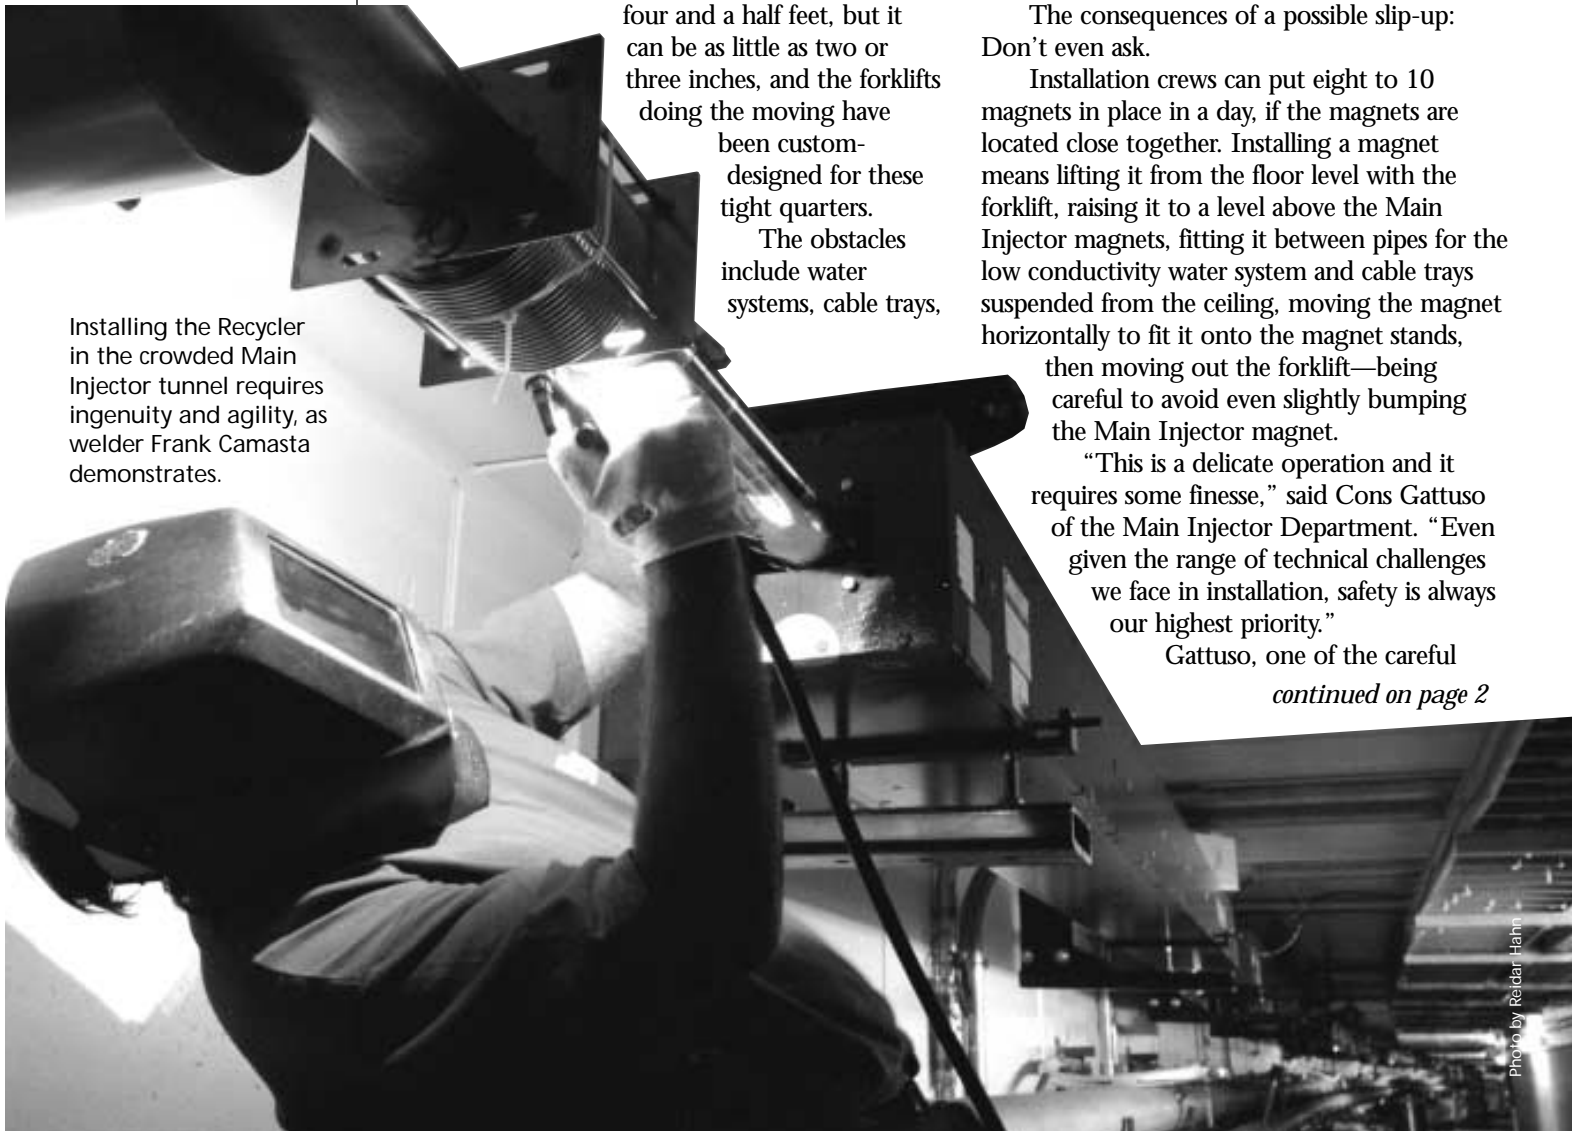 four and a half feet, but it
can be as little as two or
three inches, and the forklifts
doing the moving have
been custom-
designed for these
tight quarters.
The obstacles
include water
systems, cable trays,
The consequences of a possible slip-up:
Don’t even ask.
Installation crews can put eight to 10
magnets in place in a day, if the magnets are
located close together. Installing a magnet
means lifting it from the floor level with the
forklift, raising it to a level above the Main
Injector magnets, fitting it between pipes for the
low conductivity water system and cable trays
suspended from the ceiling, moving the magnet
horizontally to fit it onto the magnet stands,
then moving out the forklift—being
careful to avoid even slightly bumping
the Main Injector magnet.
“This is a delicate operation and it
requires some finesse,” said Cons Gattuso
of the Main Injector Department. “Even
given the range of technical challenges
we face in installation, safety is always
our highest priority.”
Gattuso, one of the careful
continued on page 2
Installing the Recycler
in the crowded Main
Injector tunnel requires
ingenuity and agility, as
welder Frank Camasta
demonstrates.
Photo by Reidar Hahn